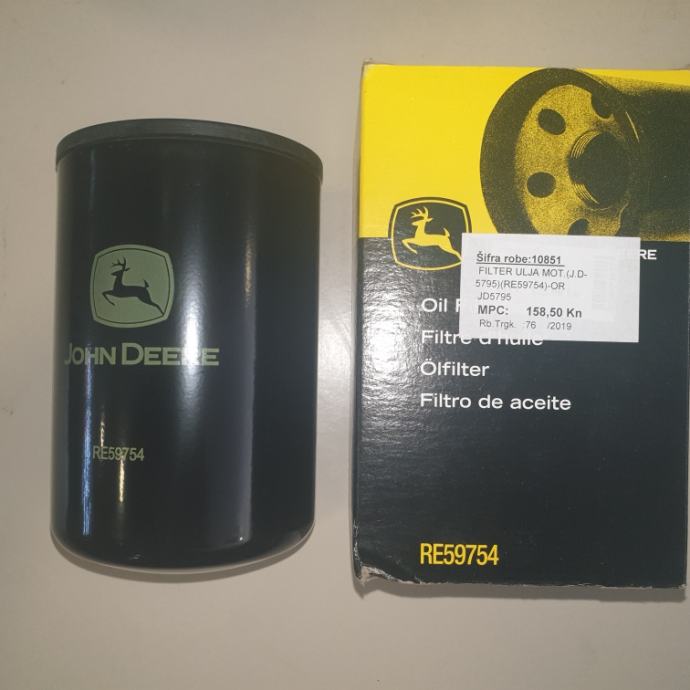 JOHN DEERE
RE59754
Šifra robe:10851
FILTER ULJA MOT.(J.D-
5795)(RE59754)-OR
JD5795
MPC: 158,50 Kn
Rb.Trgk. :76 /2019
ERE
Oil F
Filtre d'huile
Ölfilter
Filtro de aceite
RE59754